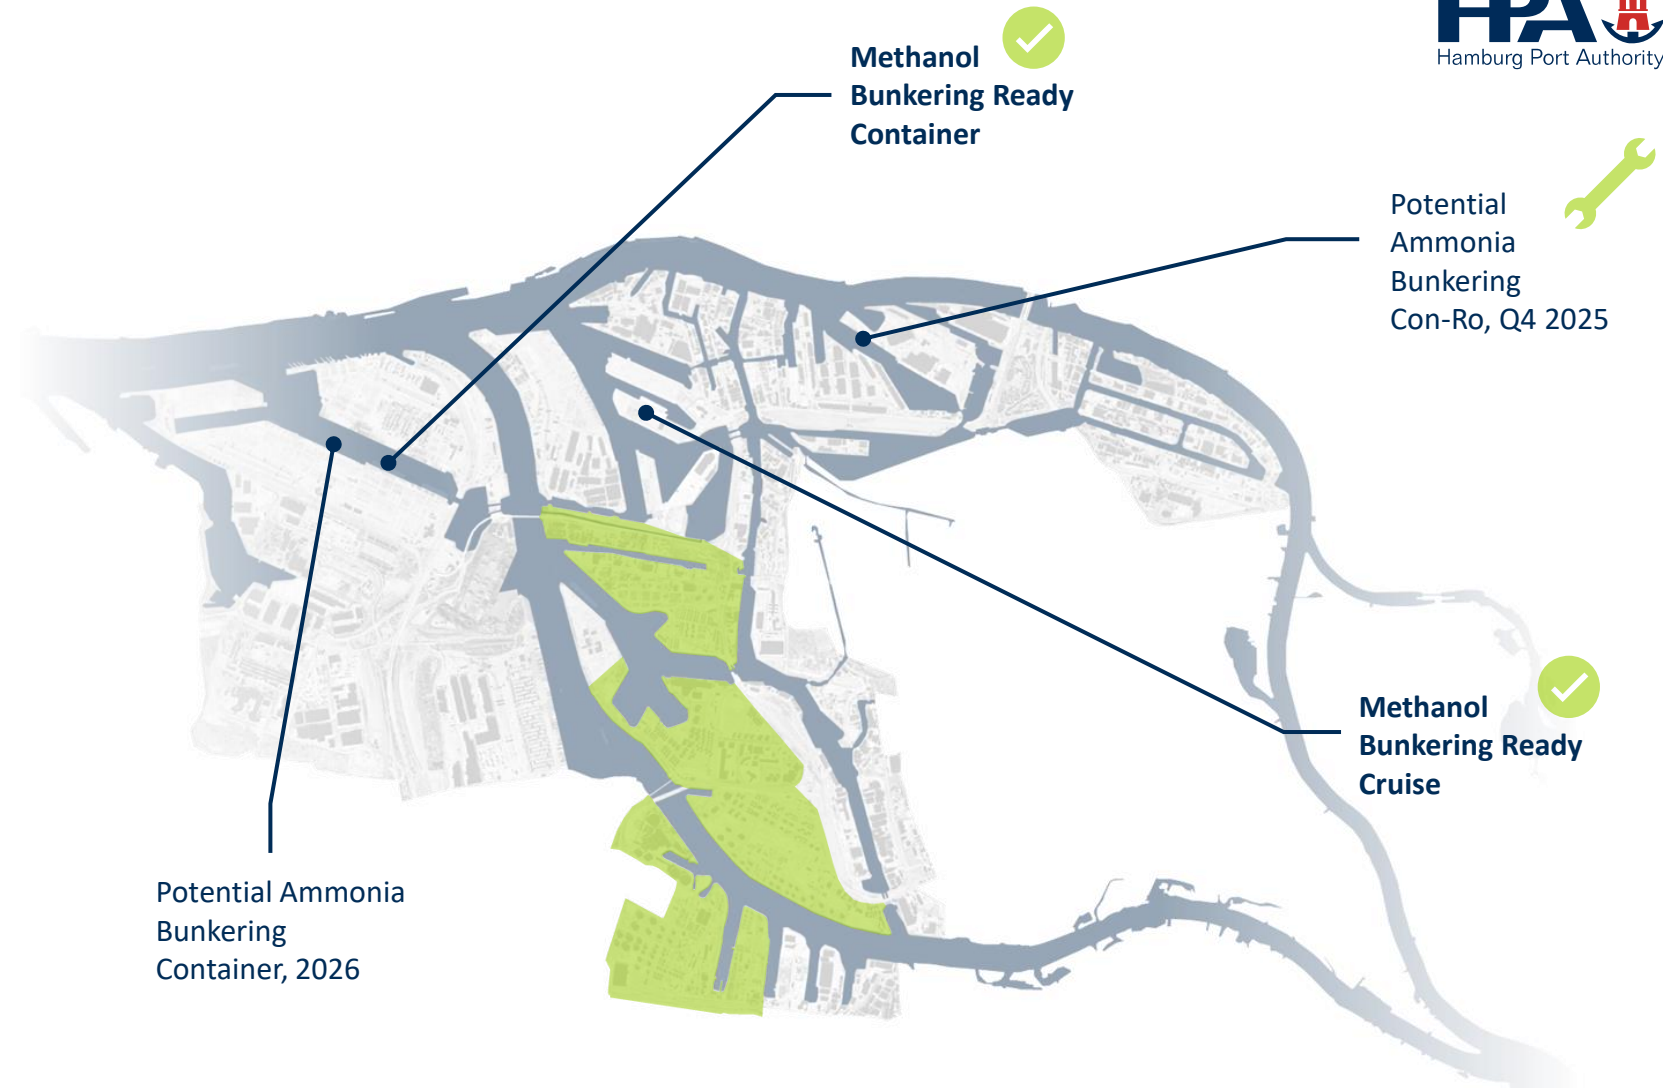 HPA
Hamburg Port Authority
Methanol
Bunkering Ready
Container
Potential
Ammonia
Bunkering
Con-Ro, Q4 2025
Methanol
Bunkering Ready
Cruise
Potential Ammonia
Bunkering
Container, 2026